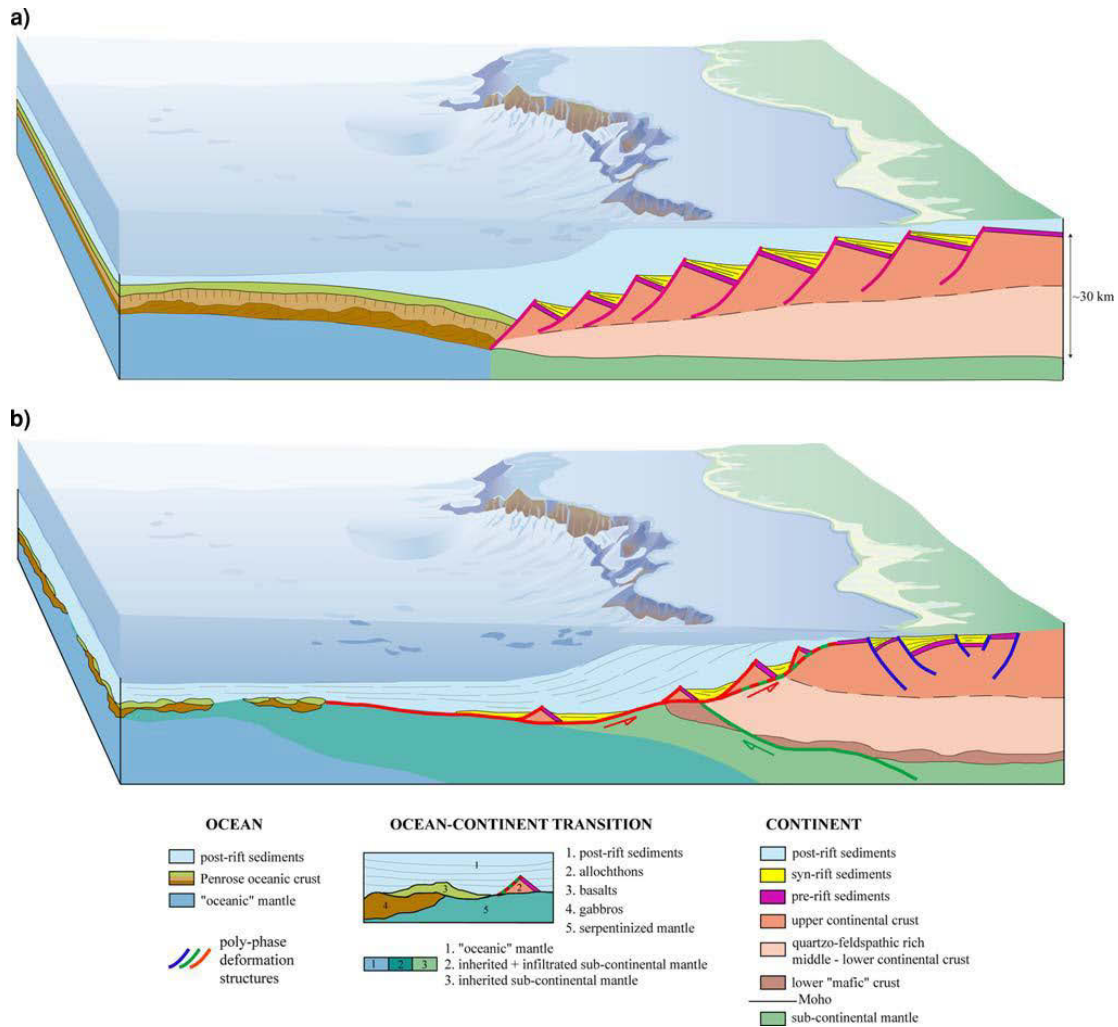 a)
~30 km
b)
OCEAN
post-rift sediments
Penrose oceanic crust
"oceanic" mantle
poly-phase
deformation
structures
OCEAN-CONTINENT TRANSITION
1
2
3
4
5
1. post-rift sediments
2. allochthons
3. basalts
4. gabbros
5. serpentinized mantle
1 2 3
1. "oceanic" mantle
2. inherited + infiltrated sub-continental mantle
3. inherited sub-continental mantle
CONTINENT
post-rift sediments
syn-rift sediments
pre-rift sediments
upper continental crust
quartzo-feldspathic rich
middle - lower continental crust
lower "mafic" crust
Moho
sub-continental mantle